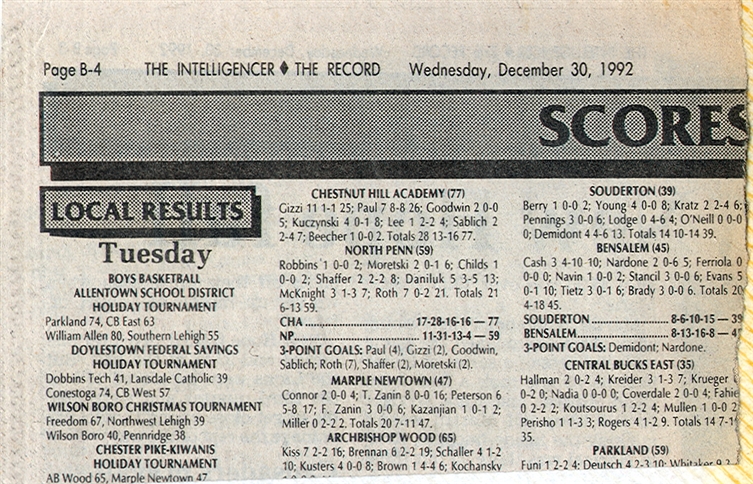 Page B-4 THE INTELLIGENCER ♦ THE RECORD Wednesday, December 30, 1992
SCORES
LOCAL RESULTS
Tuesday
BOYS BASKETBALL
ALLENTOWN SCHOOL DISTRICT
HOLIDAY TOURNAMENT
Parkland 74, CB East 63
William Allen 80, Southern Lehigh 55
DOYLESTOWN FEDERAL SAVINGS
HOLIDAY TOURNAMENT
Dobbins Tech 41, Lansdale Catholic 39
Conestoga 74, CB West 57
WILSON BORO CHRISTMAS TOURNAMENT
Freedom 67, Northwest Lehigh 39
Wilson Boro 40, Pennridge 38
CHESTER PIKE-KIWANIS
HOLIDAY TOURNAMENT
AB Wood 65, Marple Newtown 47
CHESTNUT HILL ACADEMY (77)
Gizzi 11 1-1 25; Paul 7 8-8 26; Goodwin 2 0-0
5; Kuczynski 4 0-1 8; Lee 1 2-2 4; Sablich 2
2-4 7; Beecher 1 0-0 2. Totals 28 13-16 77.
NORTH PENN (59)
Robbins 1 0-0 2; Moretski 2 0-1 6; Childs 1
0-0 2; Shaffer 2 2-2 8; Daniluk 5 3-5 13;
McKnight 3 1-3 7; Roth 7 0-2 21. Totals 21
6-13 59.
CHA ........................ 17-28-16-16 — 77
NP ........................ 11-31-13-4 — 59
3-POINT GOALS: Paul (4), Gizzi (2), Goodwin,
Sablich; Roth (7), Shaffer (2), Moretski (2).
MARPLE NEWTOWN (47)
Connor 2 0-0 4; T. Zanin 8 0-0 16; Peterson 6
5-8 17; F. Zanin 3 0-0 6; Kazanjian 1 0-1 2;
Miller 0 2-2 2. Totals 20 7-11 47.
ARCHBISHOP WOOD (65)
Kiss 7 2-2 16; Brennan 6 2-2 19; Schaller 4 1-2
10; Kusters 4 0-0 8; Brown 1 4-4 6; Kochansky
SOUDERTON (39)
Berry 1 0-0 2; Young 4 0-0 8; Kratz 2 2-4 6;
Pennings 3 0-0 6; Lodge 0 4-6 4; O'Neill 0 0-0
0; Demidont 4 4-6 13. Totals 14 10-14 39.
BENSALEM (45)
Cash 3 4-10 10; Nardone 2 0-6 5; Ferriola 0
0-0 0; Navin 1 0-0 2; Stancil 3 0-0 6; Evans 5
0-1 10; Tietz 3 0-1 6; Brady 3 0-0 6. Totals 20
4-18 45.
SOUDERTON ........................ 8-6-10-15 — 39
BENSALEM ........................ 8-13-16-8 —
3-POINT GOALS: Demidont; Nardone.
CENTRAL BUCKS EAST (35)
Hallman 2 0-2 4; Kreider 3 1-3 7; Krueger
0-2 0; Nadia 0 0-0 0; Coverdale 2 0-0 4; Fahie
0 2-2 2; Koutsourus 1 2-2 4; Mullen 1 0-0 2
Perisho 1 1-3 3; Rogers 4 1-2 9. Totals 14 7-1
35.
PARKLAND (59)
Funi 1 2-2 4; Deutsch 4 2-3 10; Whitaker 9